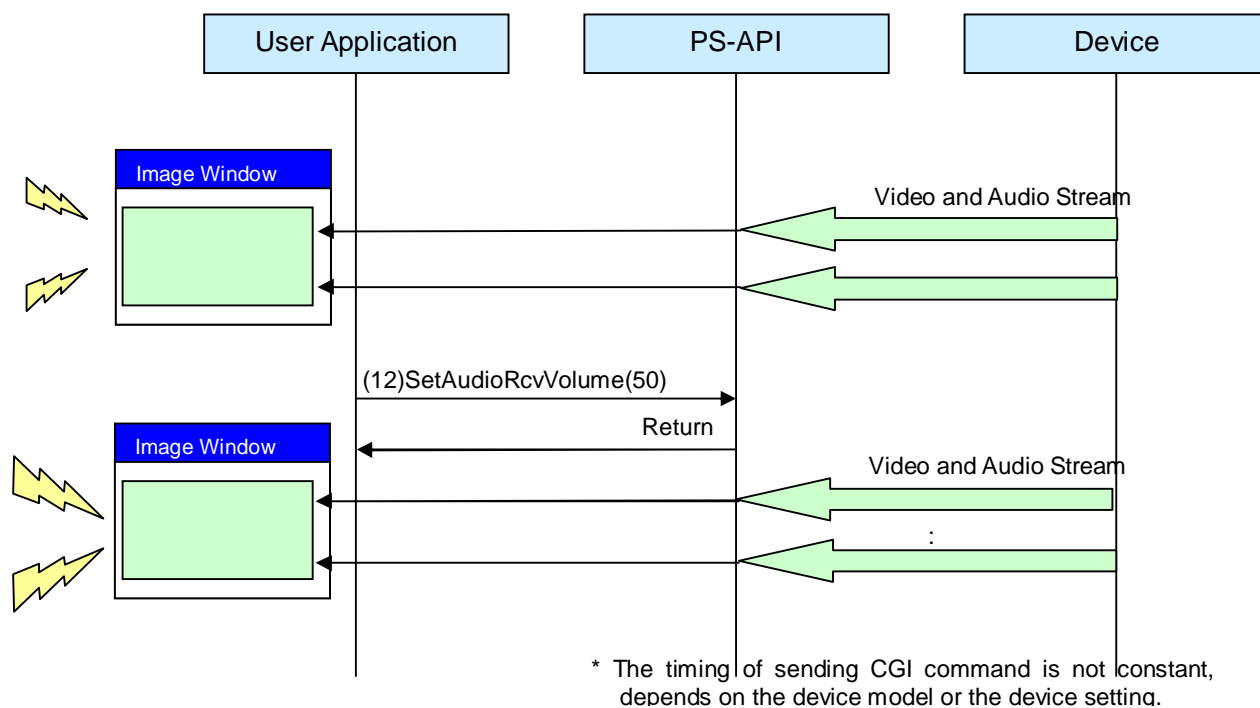 User Application
PS-API
Device
Image Window
Video and Audio Stream
(12)SetAudioRcvVolume(50)
Return
Image Window
Video and Audio Stream
:
* The timing of sending CGI command is not constant,
depends on the device model or the device setting.